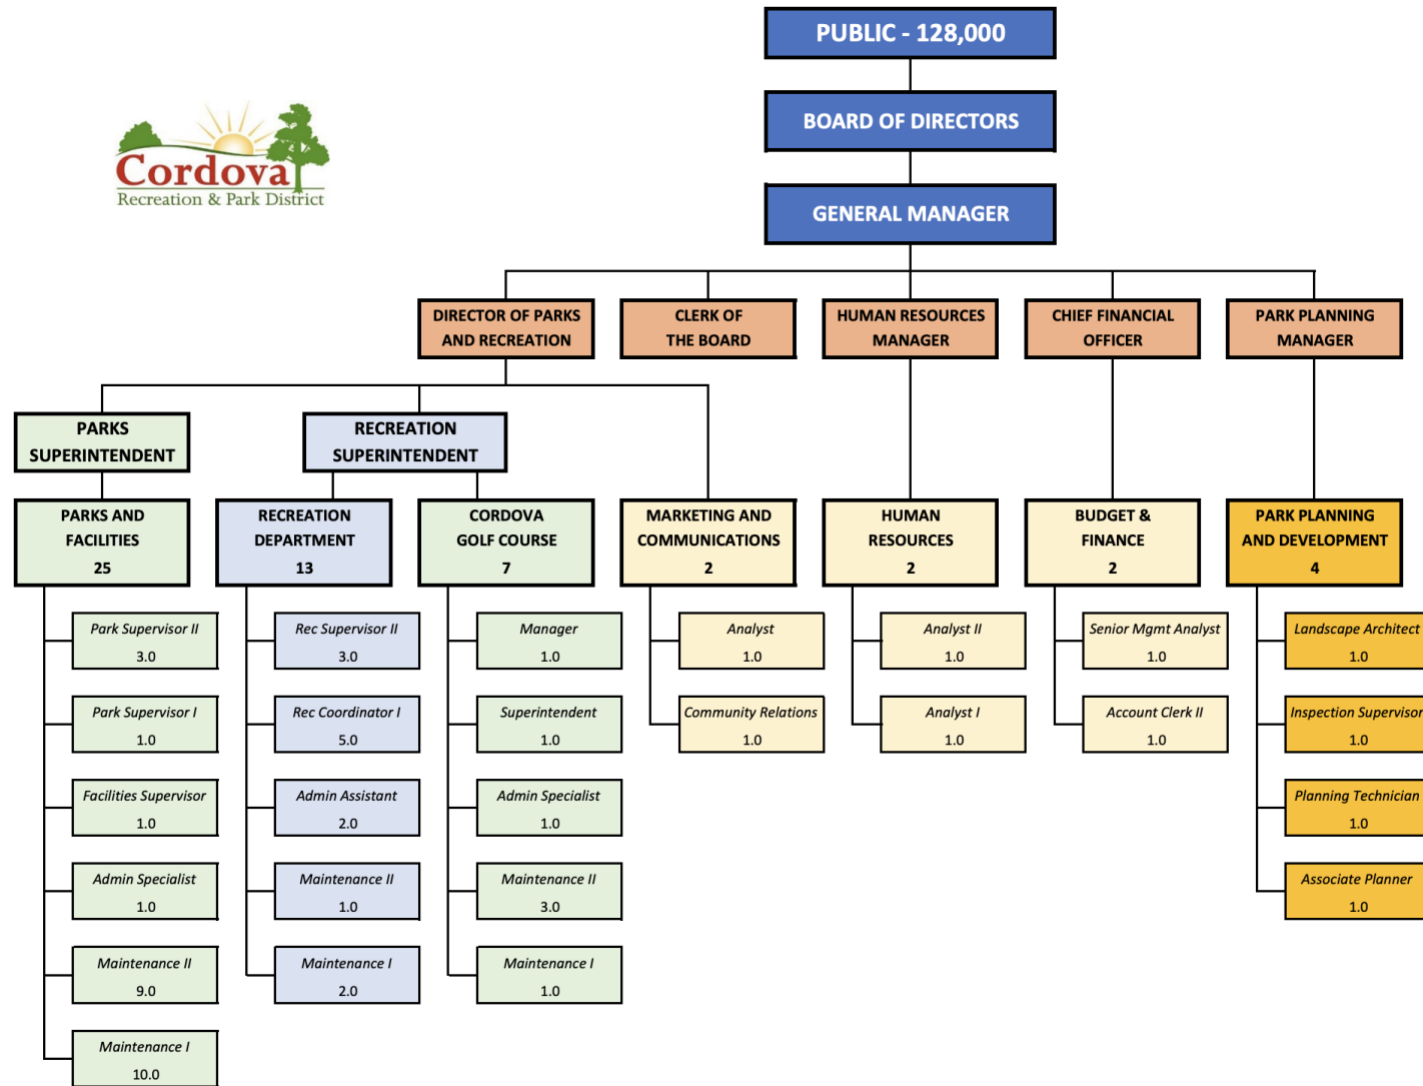 PUBLIC - 128,000
BOARD OF DIRECTORS
GENERAL MANAGER
Cordova
Recreation & Park District
DIRECTOR OF PARKS
AND RECREATION
CLERK OF
THE BOARD
HUMAN RESOURCES
MANAGER
CHIEF FINANCIAL
OFFICER
PARK PLANNING
MANAGER
PARKS
SUPERINTENDENT
RECREATION
SUPERINTENDENT
PARKS AND
FACILITIES
25
RECREATION
DEPARTMENT
13
CORDOVA
GOLF COURSE
7
MARKETING AND
COMMUNICATIONS
2
HUMAN
RESOURCES
2
BUDGET &
FINANCE
2
PARK PLANNING
AND DEVELOPMENT
4
Park Supervisor II
3.0
Park Supervisor I
1.0
Facilities Supervisor
1.0
Admin Specialist
1.0
Maintenance II
9.0
Maintenance I
10.0
Rec Supervisor II
3.0
Rec Coordinator I
5.0
Admin Assistant
2.0
Maintenance II
1.0
Maintenance I
2.0
Manager
1.0
Superintendent
1.0
Admin Specialist
1.0
Maintenance II
3.0
Maintenance I
1.0
Analyst
1.0
Community Relations
1.0
Analyst II
1.0
Analyst I
1.0
Senior Mgmt Analyst
1.0
Account Clerk II
1.0
Landscape Architect
1.0
Inspection Supervisor
1.0
Planning Technician
1.0
Associate Planner
1.0